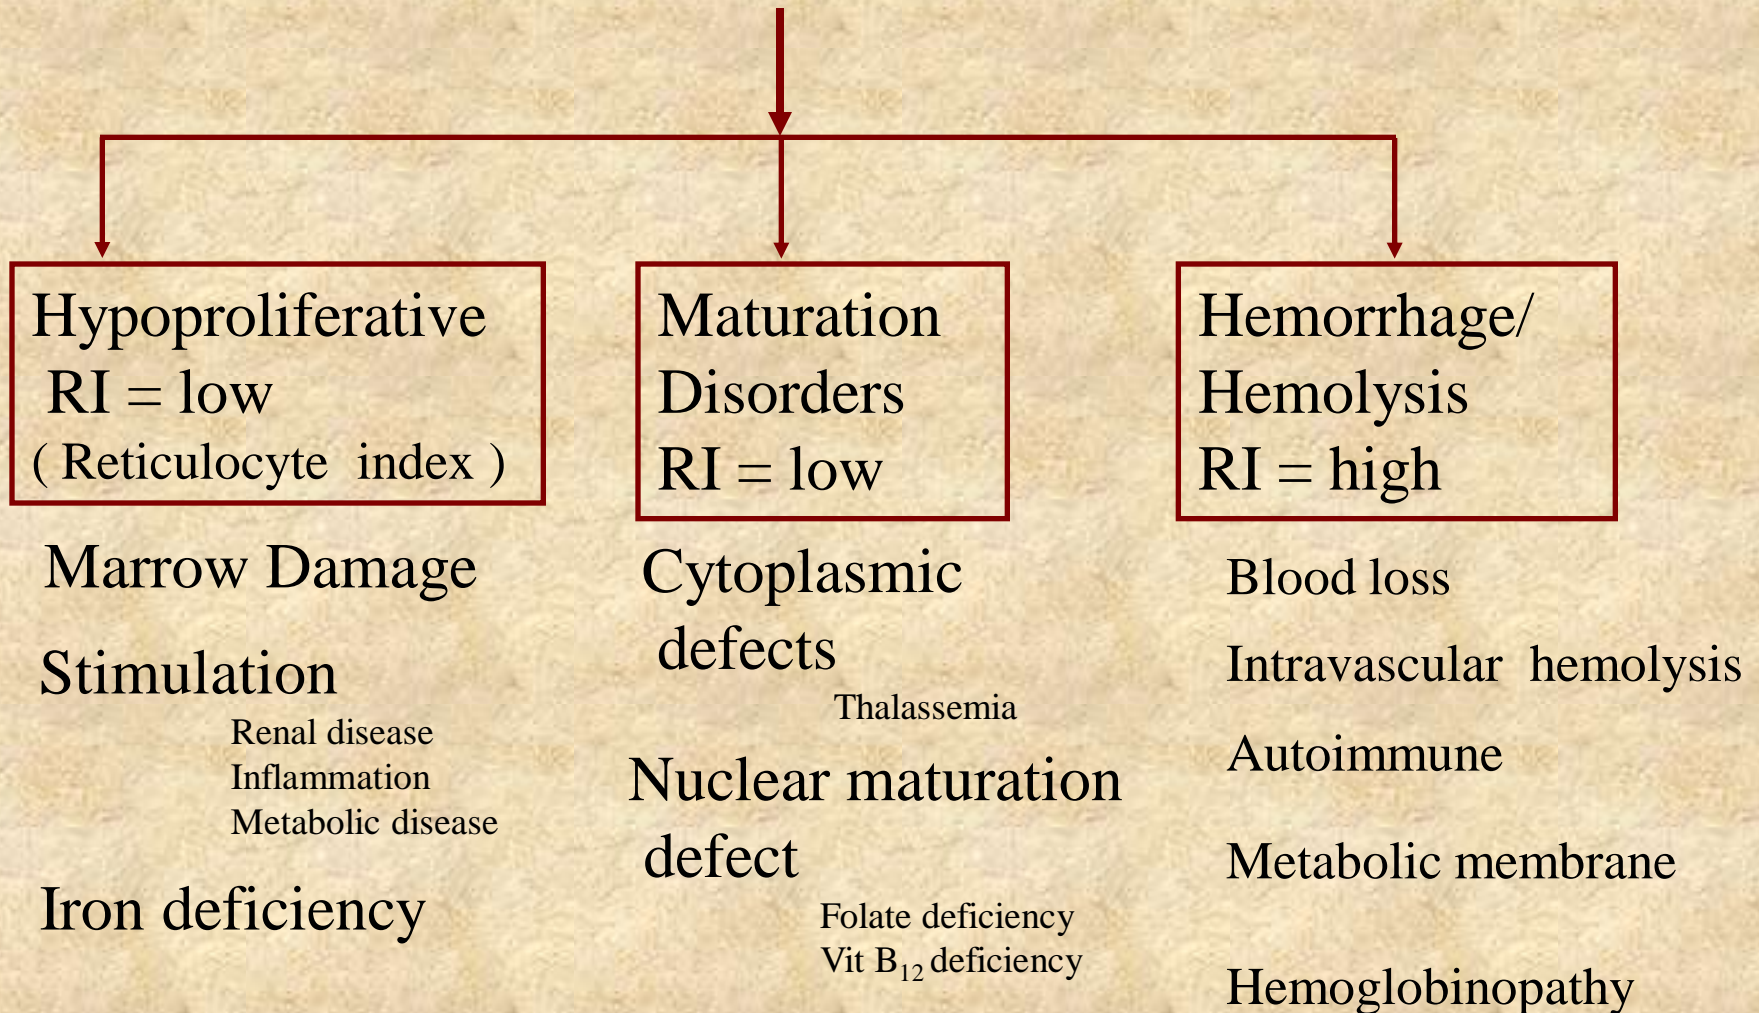 Hypoproliferative
RI = low
( Reticulocyte index )
Marrow Damage
Stimulation
Renal disease
Inflammation
Metabolic disease
Iron deficiency
Maturation
Disorders
RI = low
Cytoplasmic
defects
Thalassemia
Nuclear maturation
defect
Folate deficiency
Vit B₁₂ deficiency
Hemorrhage/
Hemolysis
RI = high
Blood loss
Intravascular hemolysis
Autoimmune
Metabolic membrane
Hemoglobinopathy